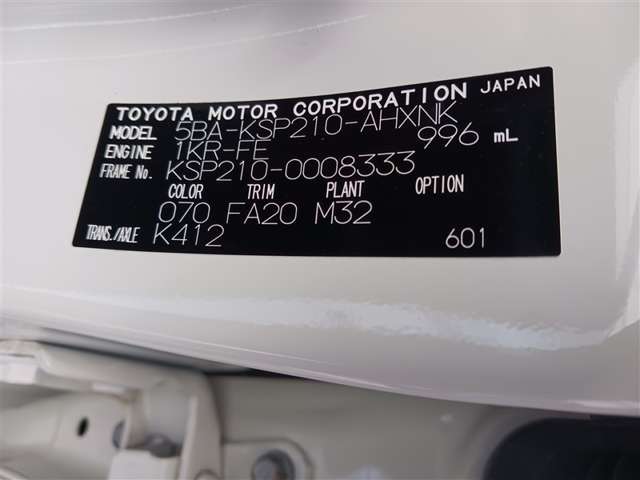 TOYOTA MOTOR CORPORATION JAPAN
MODEL 5BA-KSP210-AHXNK
ENGINE 1KR-FE 996 mL
FRAME No. KSP210-0008333
COLOR TRIM PLANT OPTION
070 FA20 M32
TRANS./AXLE K412 601